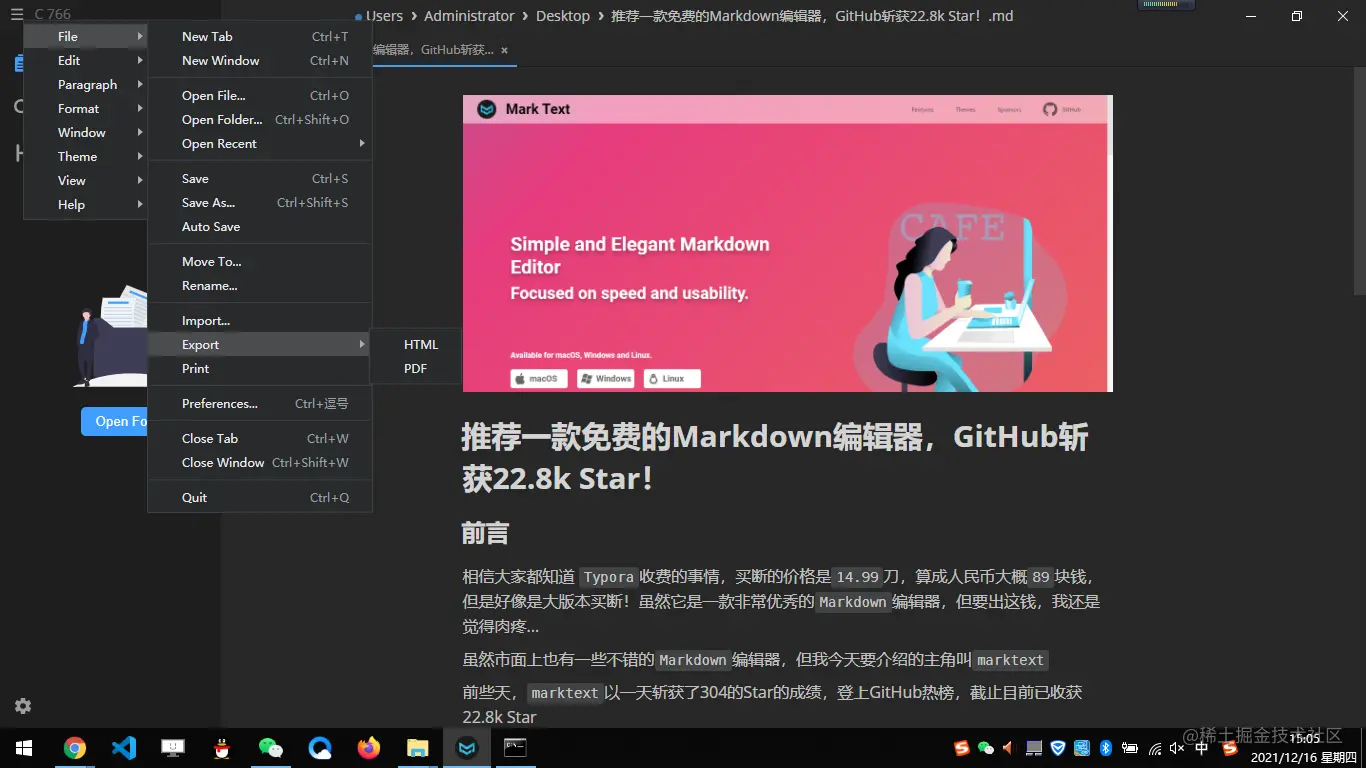 C 766
Users › Administrator › Desktop › 推荐一款免费的Markdown编辑器，GitHub斩获22.8k Star！.md
编辑器，GitHub斩获... ×
File
Edit
Paragraph
Format
Window
Theme
View
Help
New Tab Ctrl+T
New Window Ctrl+N
Open File... Ctrl+O
Open Folder... Ctrl+Shift+O
Open Recent
Save Ctrl+S
Save As... Ctrl+Shift+S
Auto Save
Move To...
Rename...
Import...
Export
Print
Preferences... Ctrl+逗号
Close Tab Ctrl+W
Close Window Ctrl+Shift+W
Quit Ctrl+Q
HTML
PDF
Open Fo
Mark Text
Features Themes Sponsors GitHub
CAFE
Simple and Elegant Markdown
Editor
Focused on speed and usability.
Available for macOS, Windows and Linux.
macOS Windows Linux
推荐一款免费的Markdown编辑器，GitHub斩
获22.8k Star！
前言
相信大家都知道 Typora 收费的事情，买断的价格是 14.99 刀，算成人民币大概 89 块钱，
但是好像是大版本买断！虽然它是一款非常优秀的 Markdown 编辑器，但要出这钱，我还是
觉得肉疼...
虽然市面上也有一些不错的 Markdown 编辑器，但我今天要介绍的主角叫 marktext
前些天， marktext 以一天斩获了304的Star的成绩，登上GitHub热榜，截止目前已收获
22.8k Star
@稀土掘金技术社区
中
15:05
2021/12/16 星期四